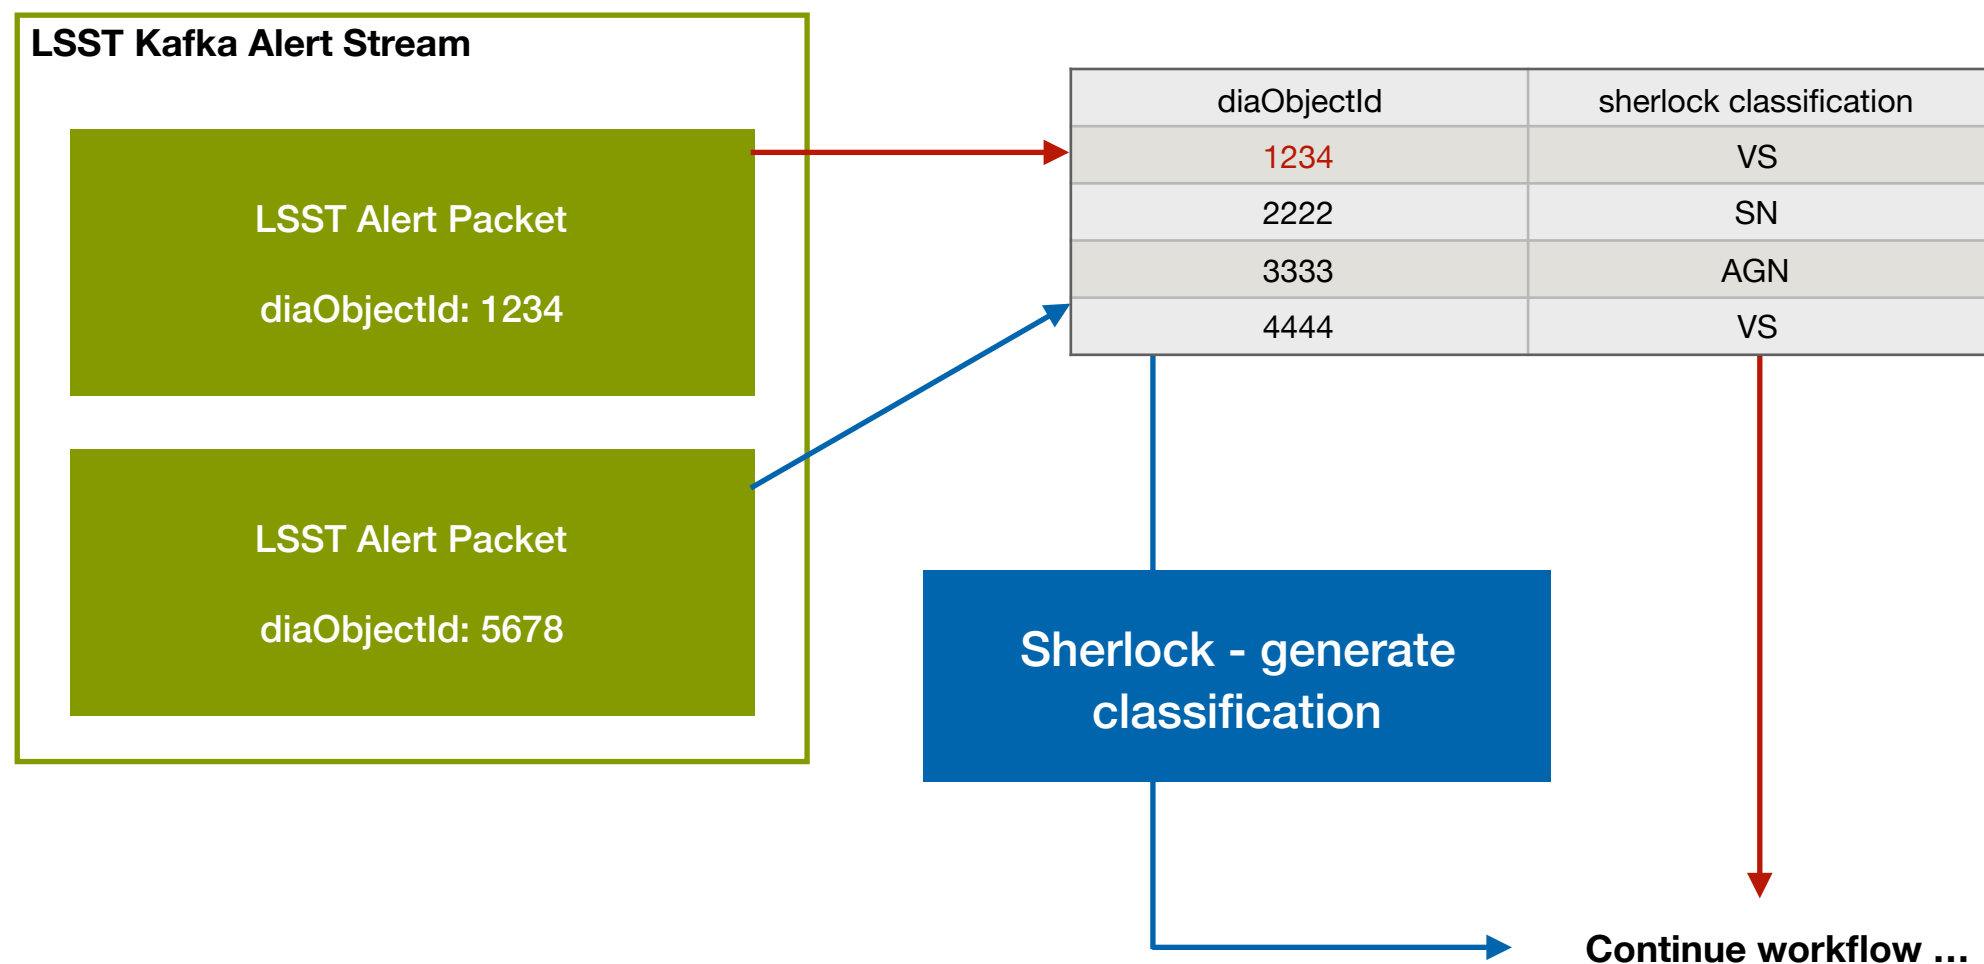 LSST Kafka Alert Stream
LSST Alert Packet
diaObjectId: 1234
LSST Alert Packet
diaObjectId: 5678
diaObjectId sherlock classification
1234 VS
2222 SN
3333 AGN
4444 VS
Sherlock - generate
classification
Continue workflow ...